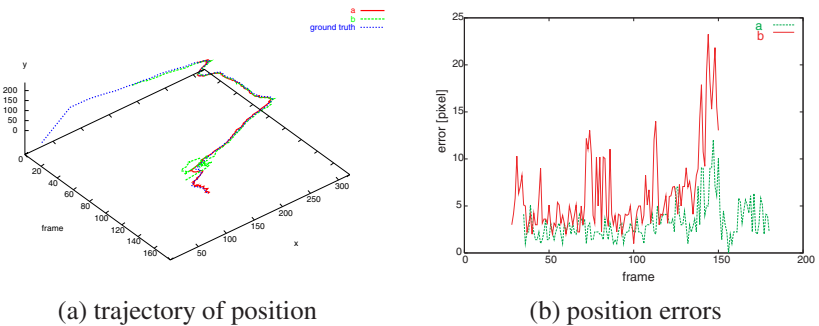 a
b
ground truth
y
200
150
100
50
0
0
20
40
60
80
100
120
140
160
frame
50
100
150
200
250
300
x
(a) trajectory of position
a
b
25
20
15
10
5
0
error [pixel]
0
50
100
150
200
frame
(b) position errors